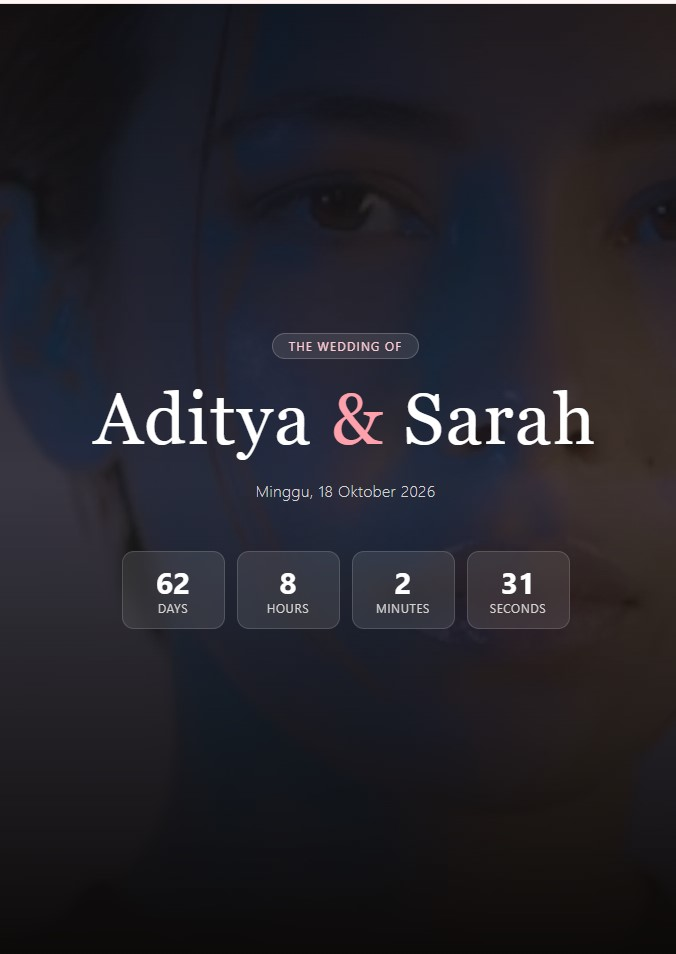 THE WEDDING OF
Aditya & Sarah
Minggu, 18 Oktober 2026
62 8 2 31
DAYS HOURS MINUTES SECONDS